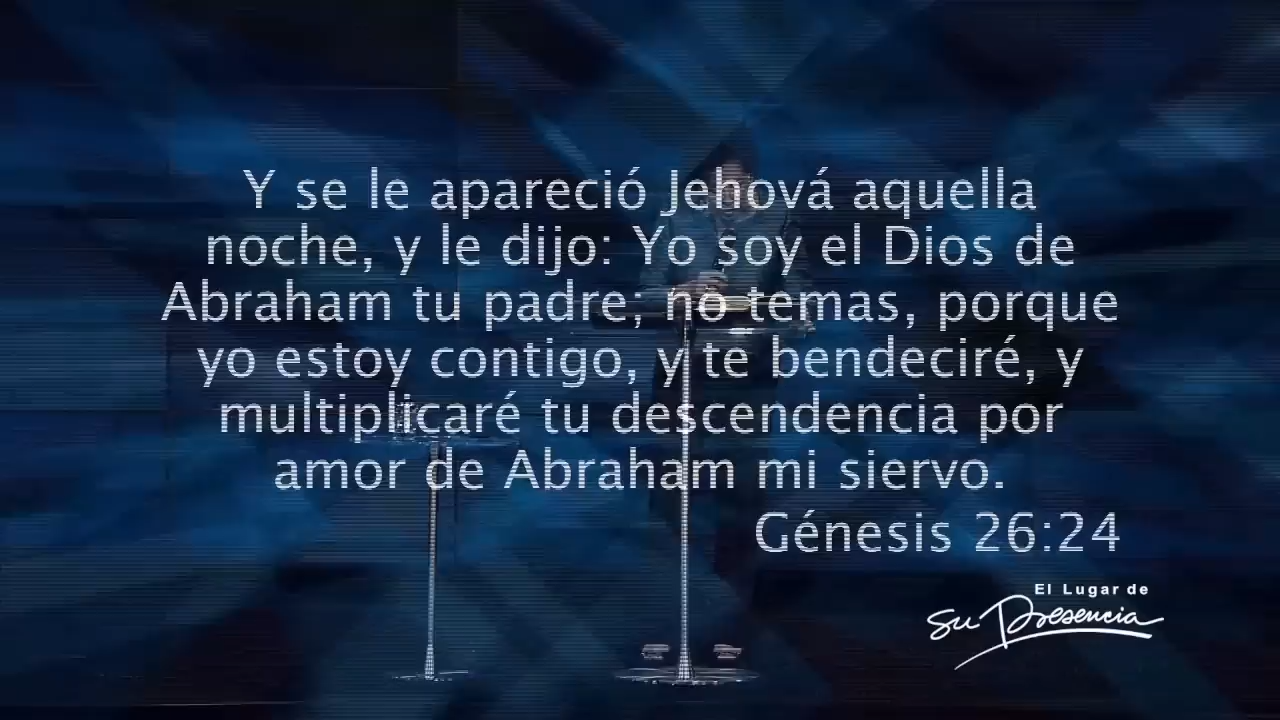 Y se le apareció Jehová aquella
noche, y le dijo: Yo soy el Dios de
Abraham tu padre; no temas, porque
yo estoy contigo, y te bendeciré, y
multiplicaré tu descendencia por
amor de Abraham mi siervo.
Génesis 26:24
El Lugar de
Su Presencia